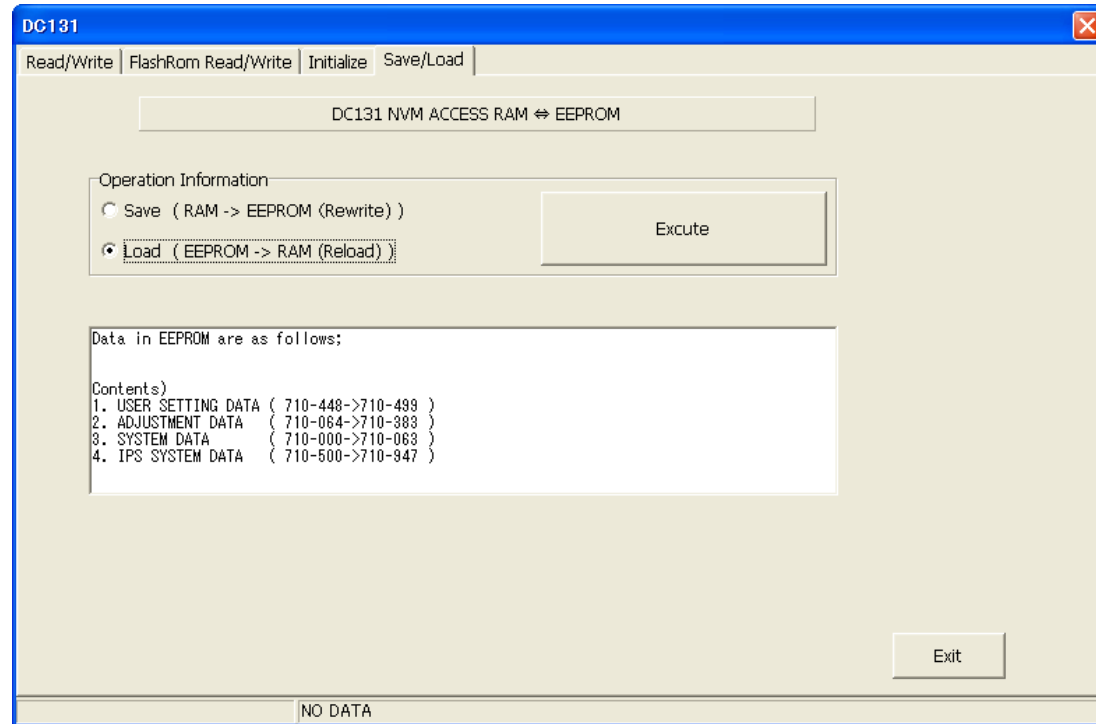 DC131
Read/Write FlashRom Read/Write Initialize Save/Load
DC131 NVM ACCESS RAM ⇔ EEPROM
Operation Information
Save ( RAM -> EEPROM (Rewrite) )
Excute
Load ( EEPROM -> RAM (Reload) )
Data in EEPROM are as follows;
Contents)
1. USER SETTING DATA ( 710-448->710-499 )
2. ADJUSTMENT DATA ( 710-064->710-383 )
3. SYSTEM DATA ( 710-000->710-063 )
4. IPS SYSTEM DATA ( 710-500->710-947 )
Exit
NO DATA